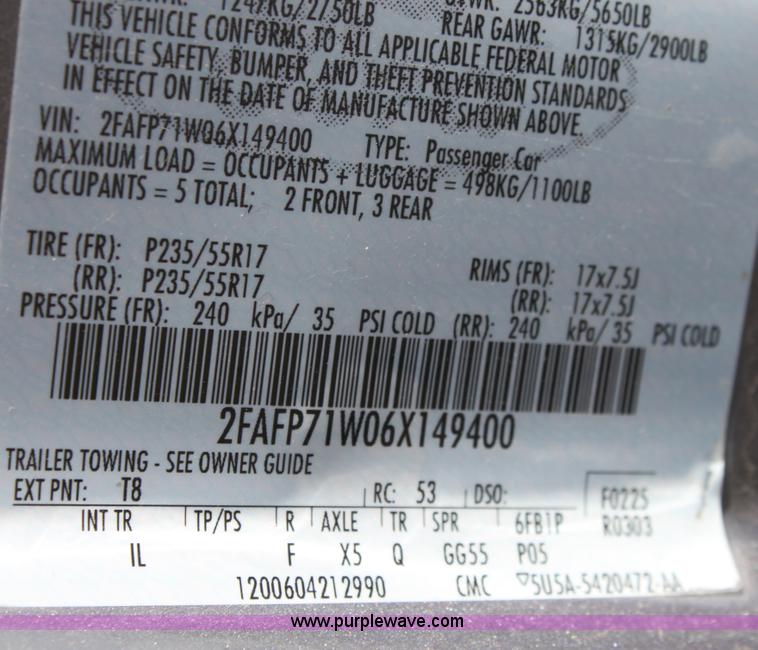 1247KG/2750LB 2563KG/5650LB
REAR GAWR: 1315KG/2900LB
THIS VEHICLE CONFORMS TO ALL APPLICABLE FEDERAL MOTOR
VEHICLE SAFETY, BUMPER, AND THEFT PREVENTION STANDARDS
IN EFFECT ON THE DATE OF MANUFACTURE SHOWN ABOVE.
VIN: 2FAFP71W06X149400 TYPE: Passenger Car
MAXIMUM LOAD = OCCUPANTS + LUGGAGE = 498KG/1100LB
OCCUPANTS = 5 TOTAL; 2 FRONT, 3 REAR
TIRE (FR): P235/55R17 RIMS (FR): 17x7.5J
(RR): P235/55R17 (RR): 17x7.5J
PRESSURE (FR): 240 kPa/ 35 PSI COLD (RR): 240 kPa/ 35 PSI COLD
2FAFP71W06X149400
TRAILER TOWING - SEE OWNER GUIDE
EXT PNT: T8 RC: 53 DSO: F0225
INT TR TP/PS R AXLE TR SPR 6FB1P R0303
IL F X5 Q GG55 P05
1200604212990 CMC ▽5U5A-5420472-AA
www.purplewave.com